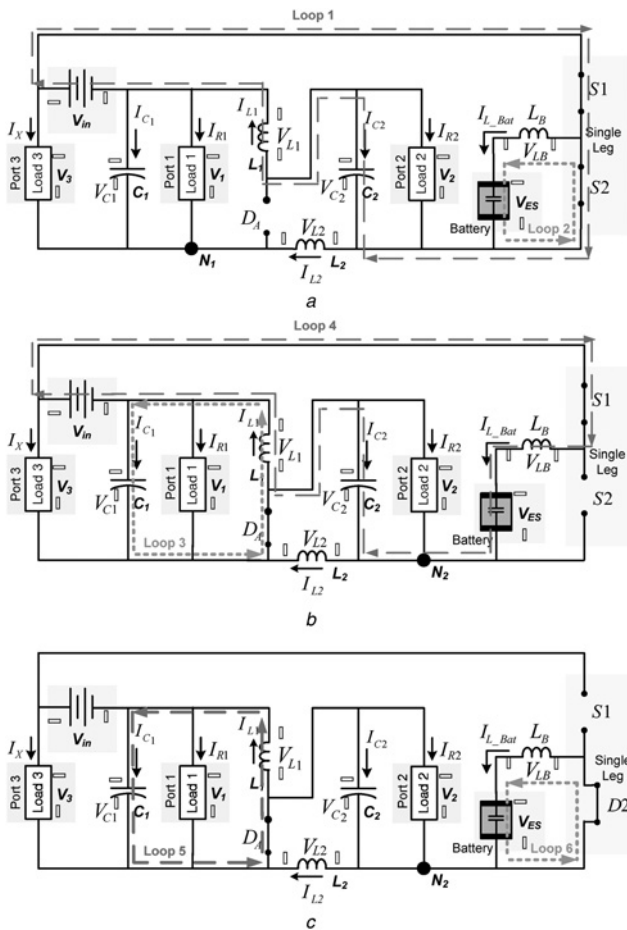 Loop 1
V_in
I_X
I_C1
I_R1
I_L1
V_L1
L_1
I_C2
I_R2
I_L_Bat
L_B
V_LB
S1
Single
Leg
S2
Port 3
Load 3
V_3
V_C1
C_1
Port 1
Load 1
V_1
D_A
V_C2
C_2
Port 2
Load 2
V_2
V_ES
Battery
Loop 2
N_1
V_L2
I_L2
L_2
a
Loop 4
V_in
I_X
I_C1
I_R1
I_L1
V_L1
L
I_C2
I_R2
I_L_Bat
L_B
V_LB
S1
Single
Leg
S2
Port 3
Load 3
V_3
V_C1
C_1
Port 1
Load 1
V_1
D_A
V_C2
C_2
Port 2
Load 2
V_2
V_ES
Battery
Loop 3
V_L2
I_L2
L_2
N_2
b
V_in
I_X
I_C1
I_R1
I_L1
V_L1
L
I_C2
I_R2
I_L_Bat
L_B
V_LB
S1
Single
Leg
D2
Port 3
Load 3
V_3
V_C1
C_1
Port 1
Load 1
V_1
D_A
V_C2
C_2
Port 2
Load 2
V_2
V_ES
Battery
Loop 5
Loop 6
V_L2
I_L2
L_2
N_2
c